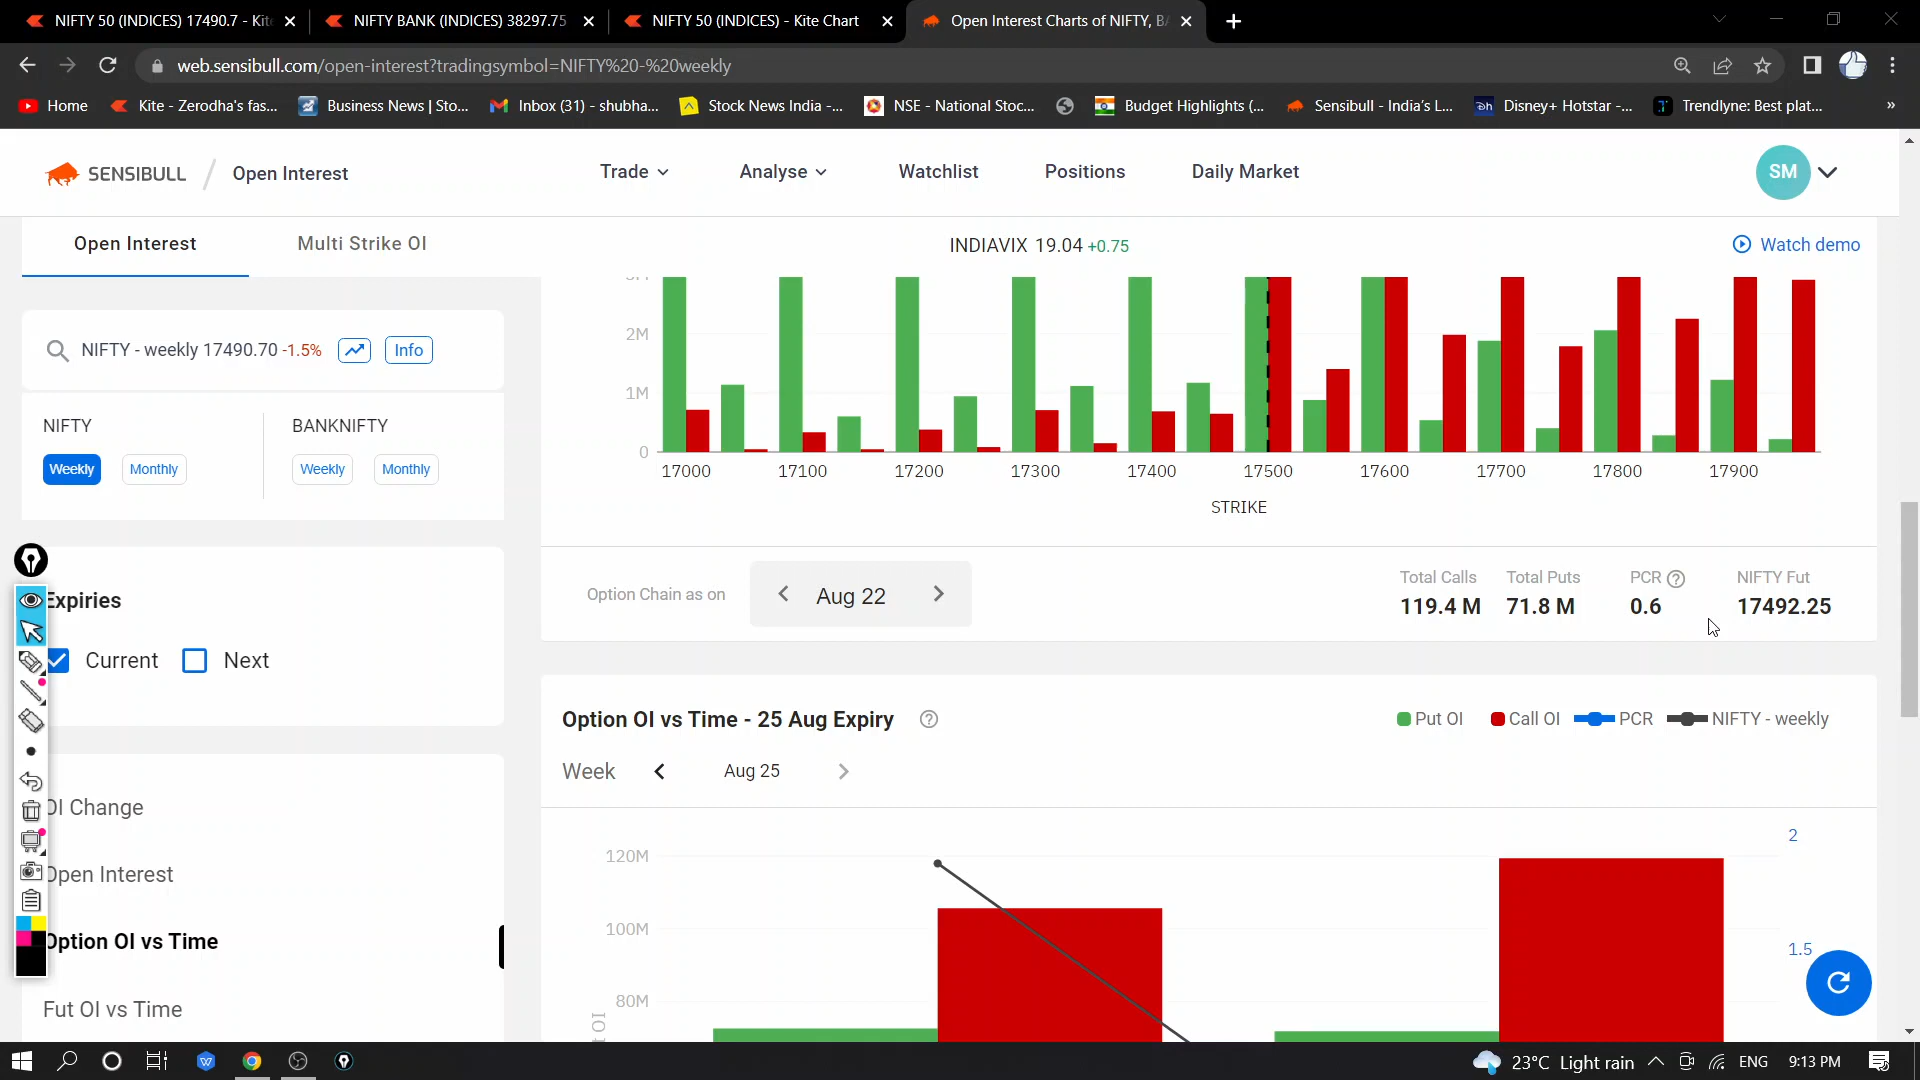 NIFTY 50 (INDICES) 17490.7 - Kit
NIFTY BANK (INDICES) 38297.75
NIFTY 50 (INDICES) - Kite Chart
Open Interest Charts of NIFTY, BA
web.sensibull.com/open-interest?tradingsymbol=NIFTY%20-%20weekly
Home
Kite - Zerodha's fas...
Business News | Sto...
Inbox (31) - shubha...
Stock News India -...
NSE - National Stoc...
Budget Highlights (...
Sensibull - India's L...
Disney+ Hotstar -...
Trendlyne: Best plat...
»
SENSIBULL / Open Interest
Trade
Analyse
Watchlist
Positions
Daily Market
SM
Open Interest
Multi Strike OI
INDIAVIX 19.04 +0.75
Watch demo
NIFTY - weekly 17490.70 -1.5%
Info
NIFTY
BANKNIFTY
Weekly
Monthly
Weekly
Monthly
Expiries
Current
Next
OI Change
Open Interest
Option OI vs Time
Fut OI vs Time
2M
1M
0
17000 17100 17200 17300 17400 17500 17600 17700 17800 17900
STRIKE
Option Chain as on
Aug 22
Total Calls
119.4 M
Total Puts
71.8 M
PCR ?
0.6
NIFTY Fut
17492.25
Option OI vs Time - 25 Aug Expiry ?
Put OI
Call OI
PCR
NIFTY - weekly
Week
Aug 25
120M
100M
80M
2
1.5
23°C Light rain
ENG
9:13 PM